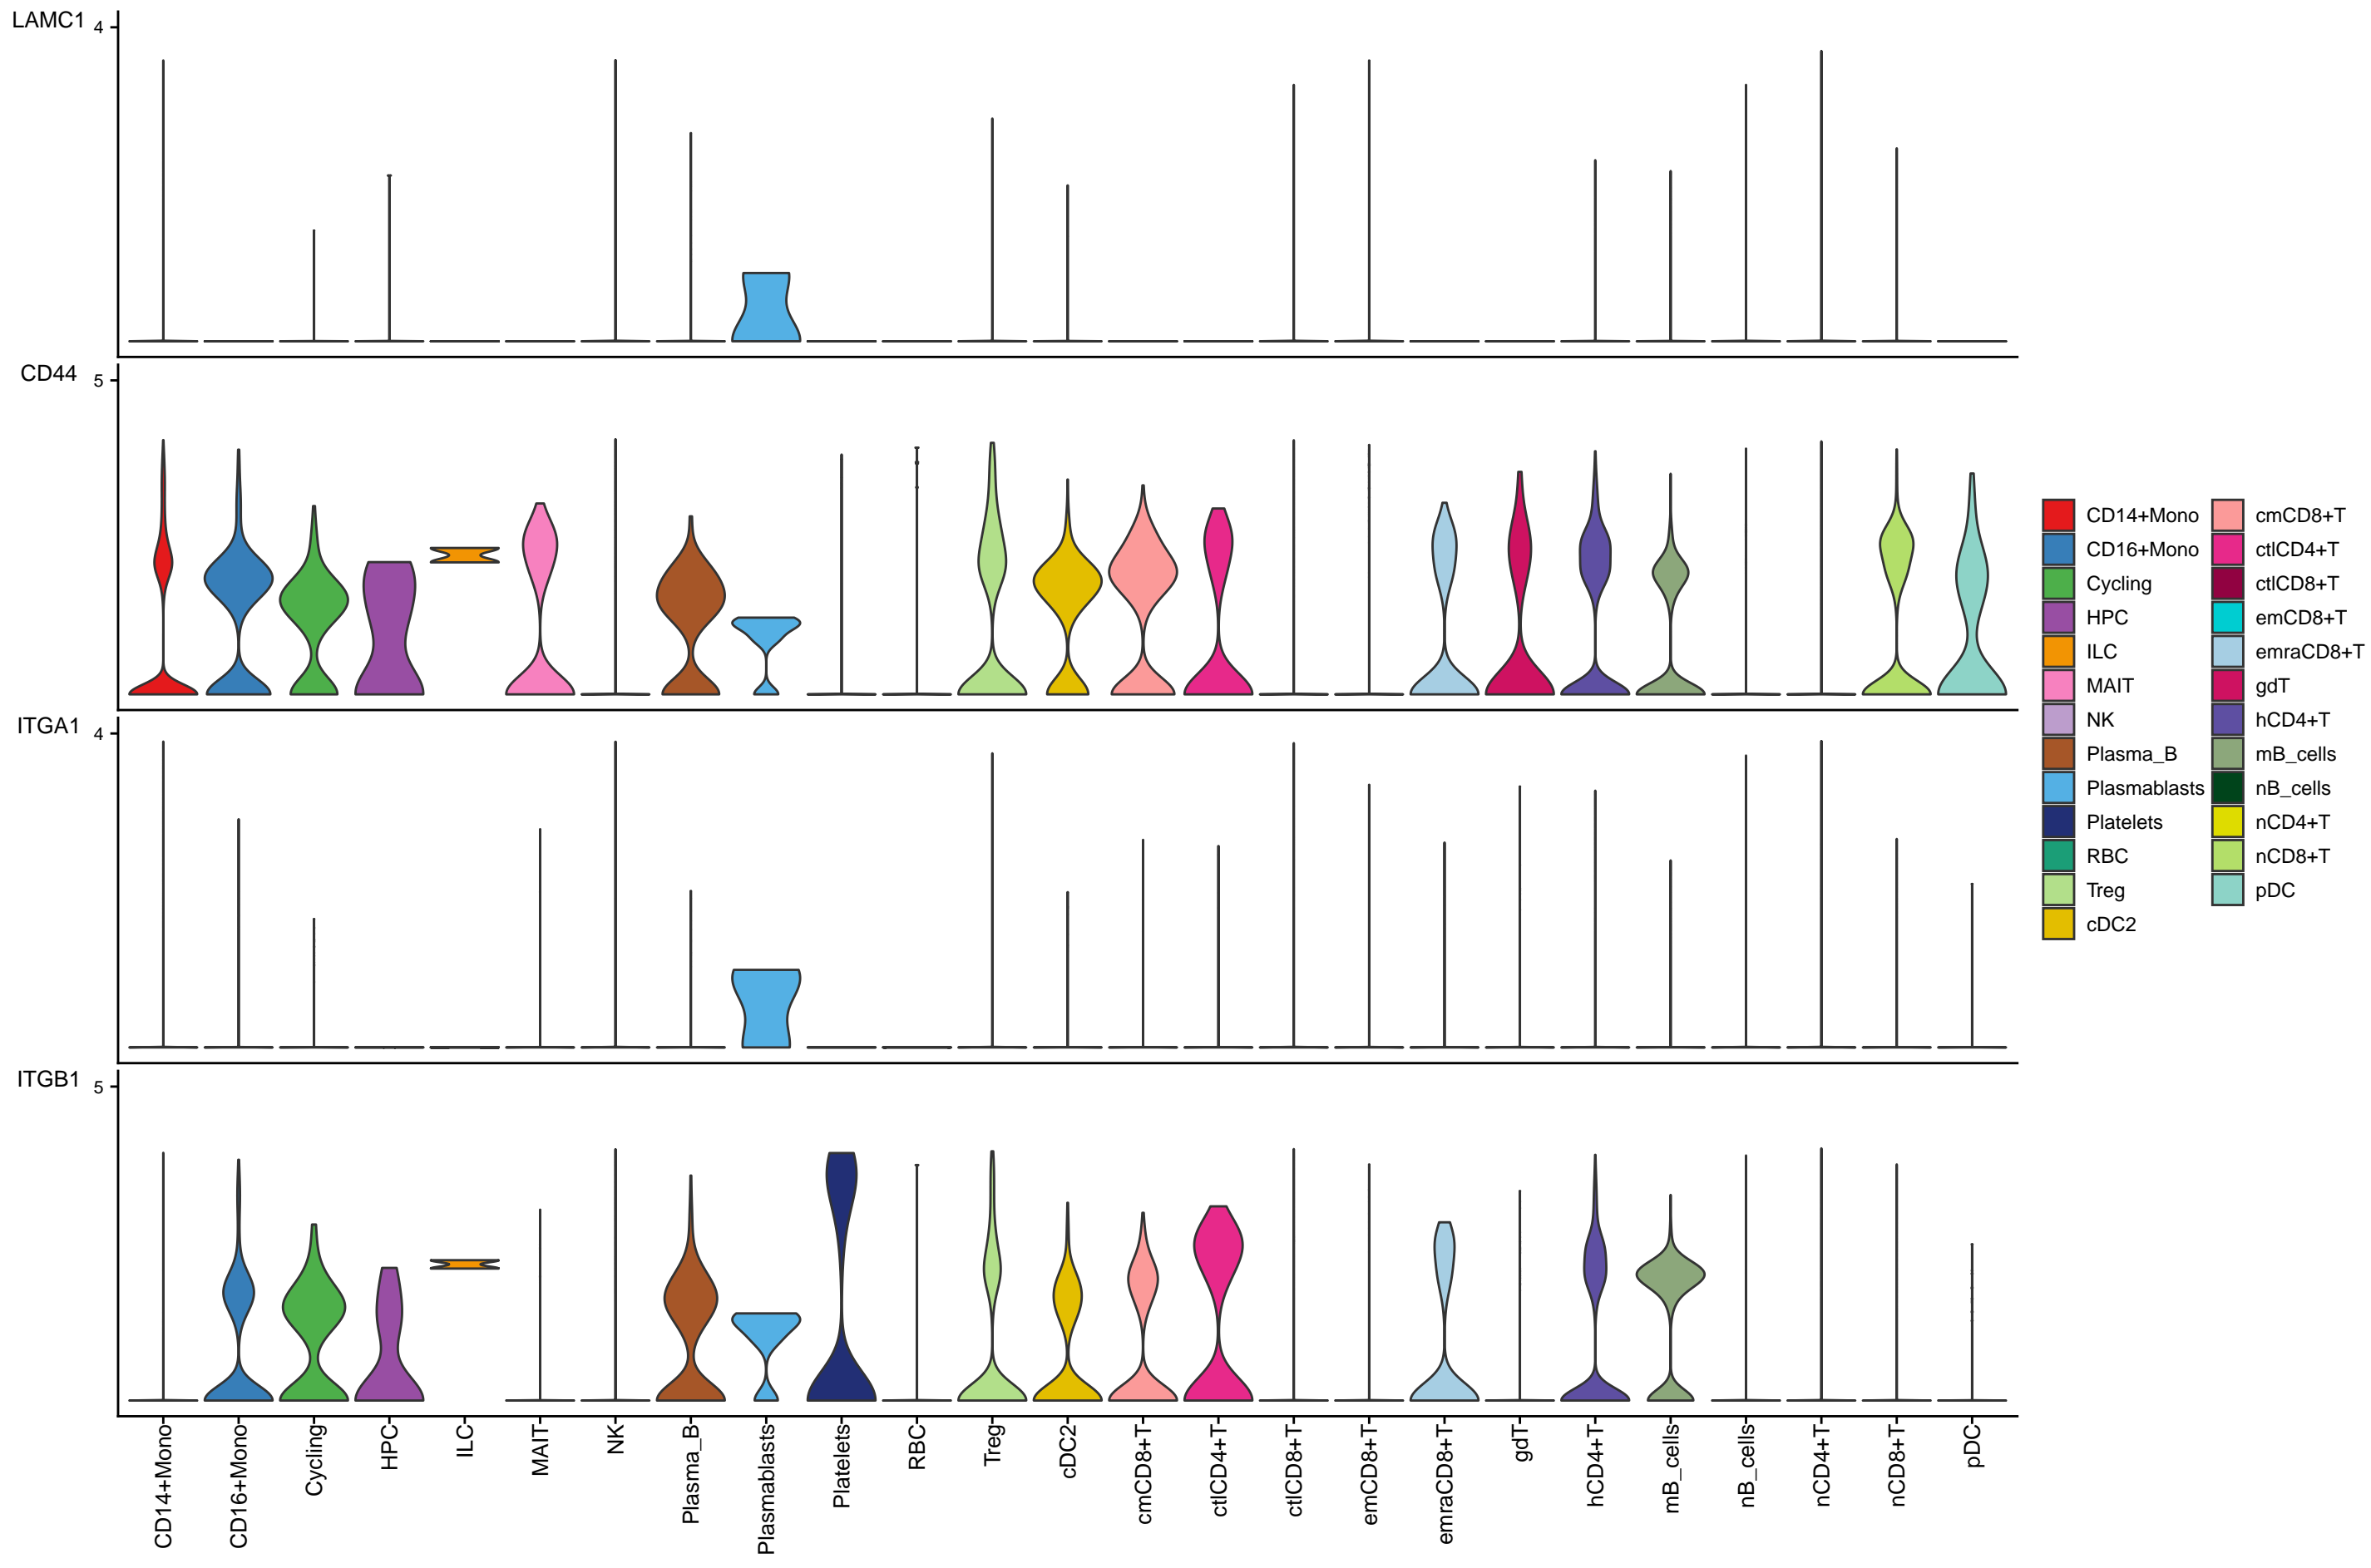 LAMC1
4
CD44
5
ITGA1
4
ITGB1
5
CD14+Mono
CD16+Mono
Cycling
HPC
ILC
MAIT
NK
Plasma_B
Plasmablasts
Platelets
RBC
Treg
cDC2
cmCD8+T
ctlCD4+T
ctlCD8+T
emCD8+T
emraCD8+T
gdT
hCD4+T
mB_cells
nB_cells
nCD4+T
nCD8+T
pDC
CD14+Mono
CD16+Mono
Cycling
HPC
ILC
MAIT
NK
Plasma_B
Plasmablasts
Platelets
RBC
Treg
cDC2
cmCD8+T
ctlCD4+T
ctlCD8+T
emCD8+T
emraCD8+T
gdT
hCD4+T
mB_cells
nB_cells
nCD4+T
nCD8+T
pDC